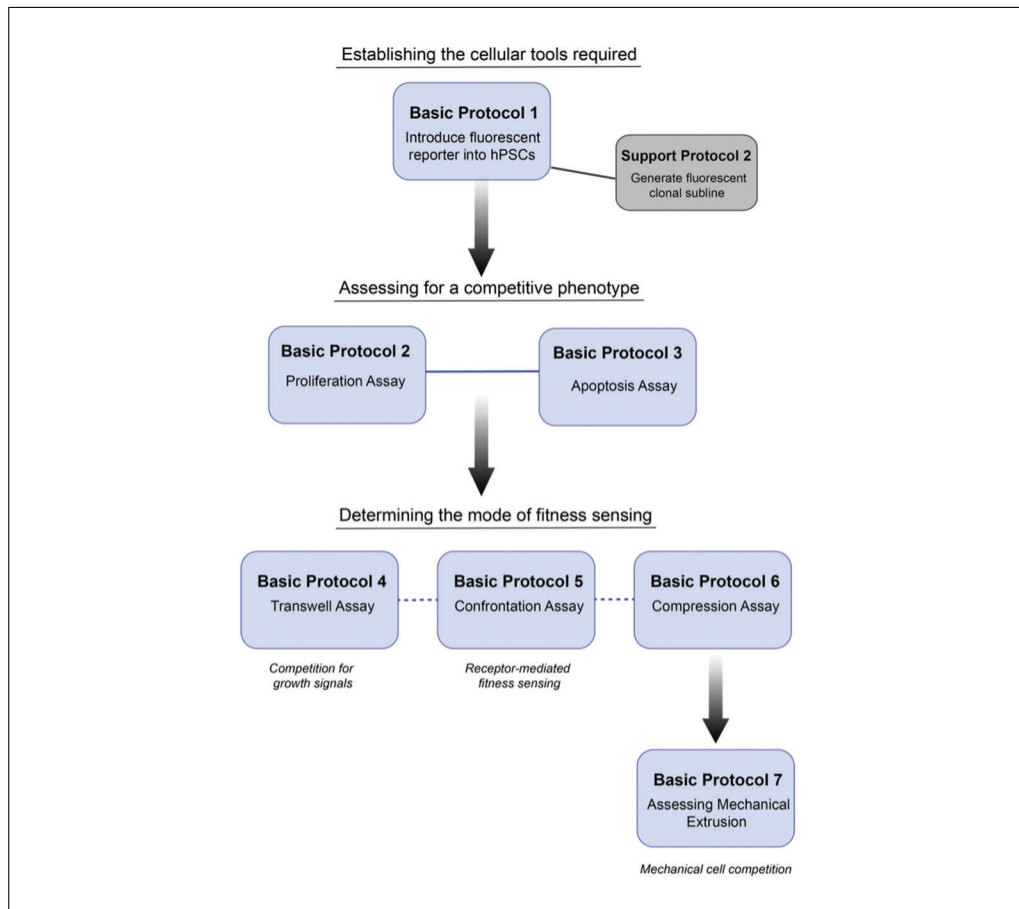 Establishing the cellular tools required
Basic Protocol 1
Introduce fluorescent
reporter into hPSCs
Support Protocol 2
Generate fluorescent
clonal subline
Assessing for a competitive phenotype
Basic Protocol 2
Proliferation Assay
Basic Protocol 3
Apoptosis Assay
Determining the mode of fitness sensing
Basic Protocol 4
Transwell Assay
Basic Protocol 5
Confrontation Assay
Basic Protocol 6
Compression Assay
Competition for
growth signals
Receptor-mediated
fitness sensing
Basic Protocol 7
Assessing Mechanical
Extrusion
Mechanical cell competition